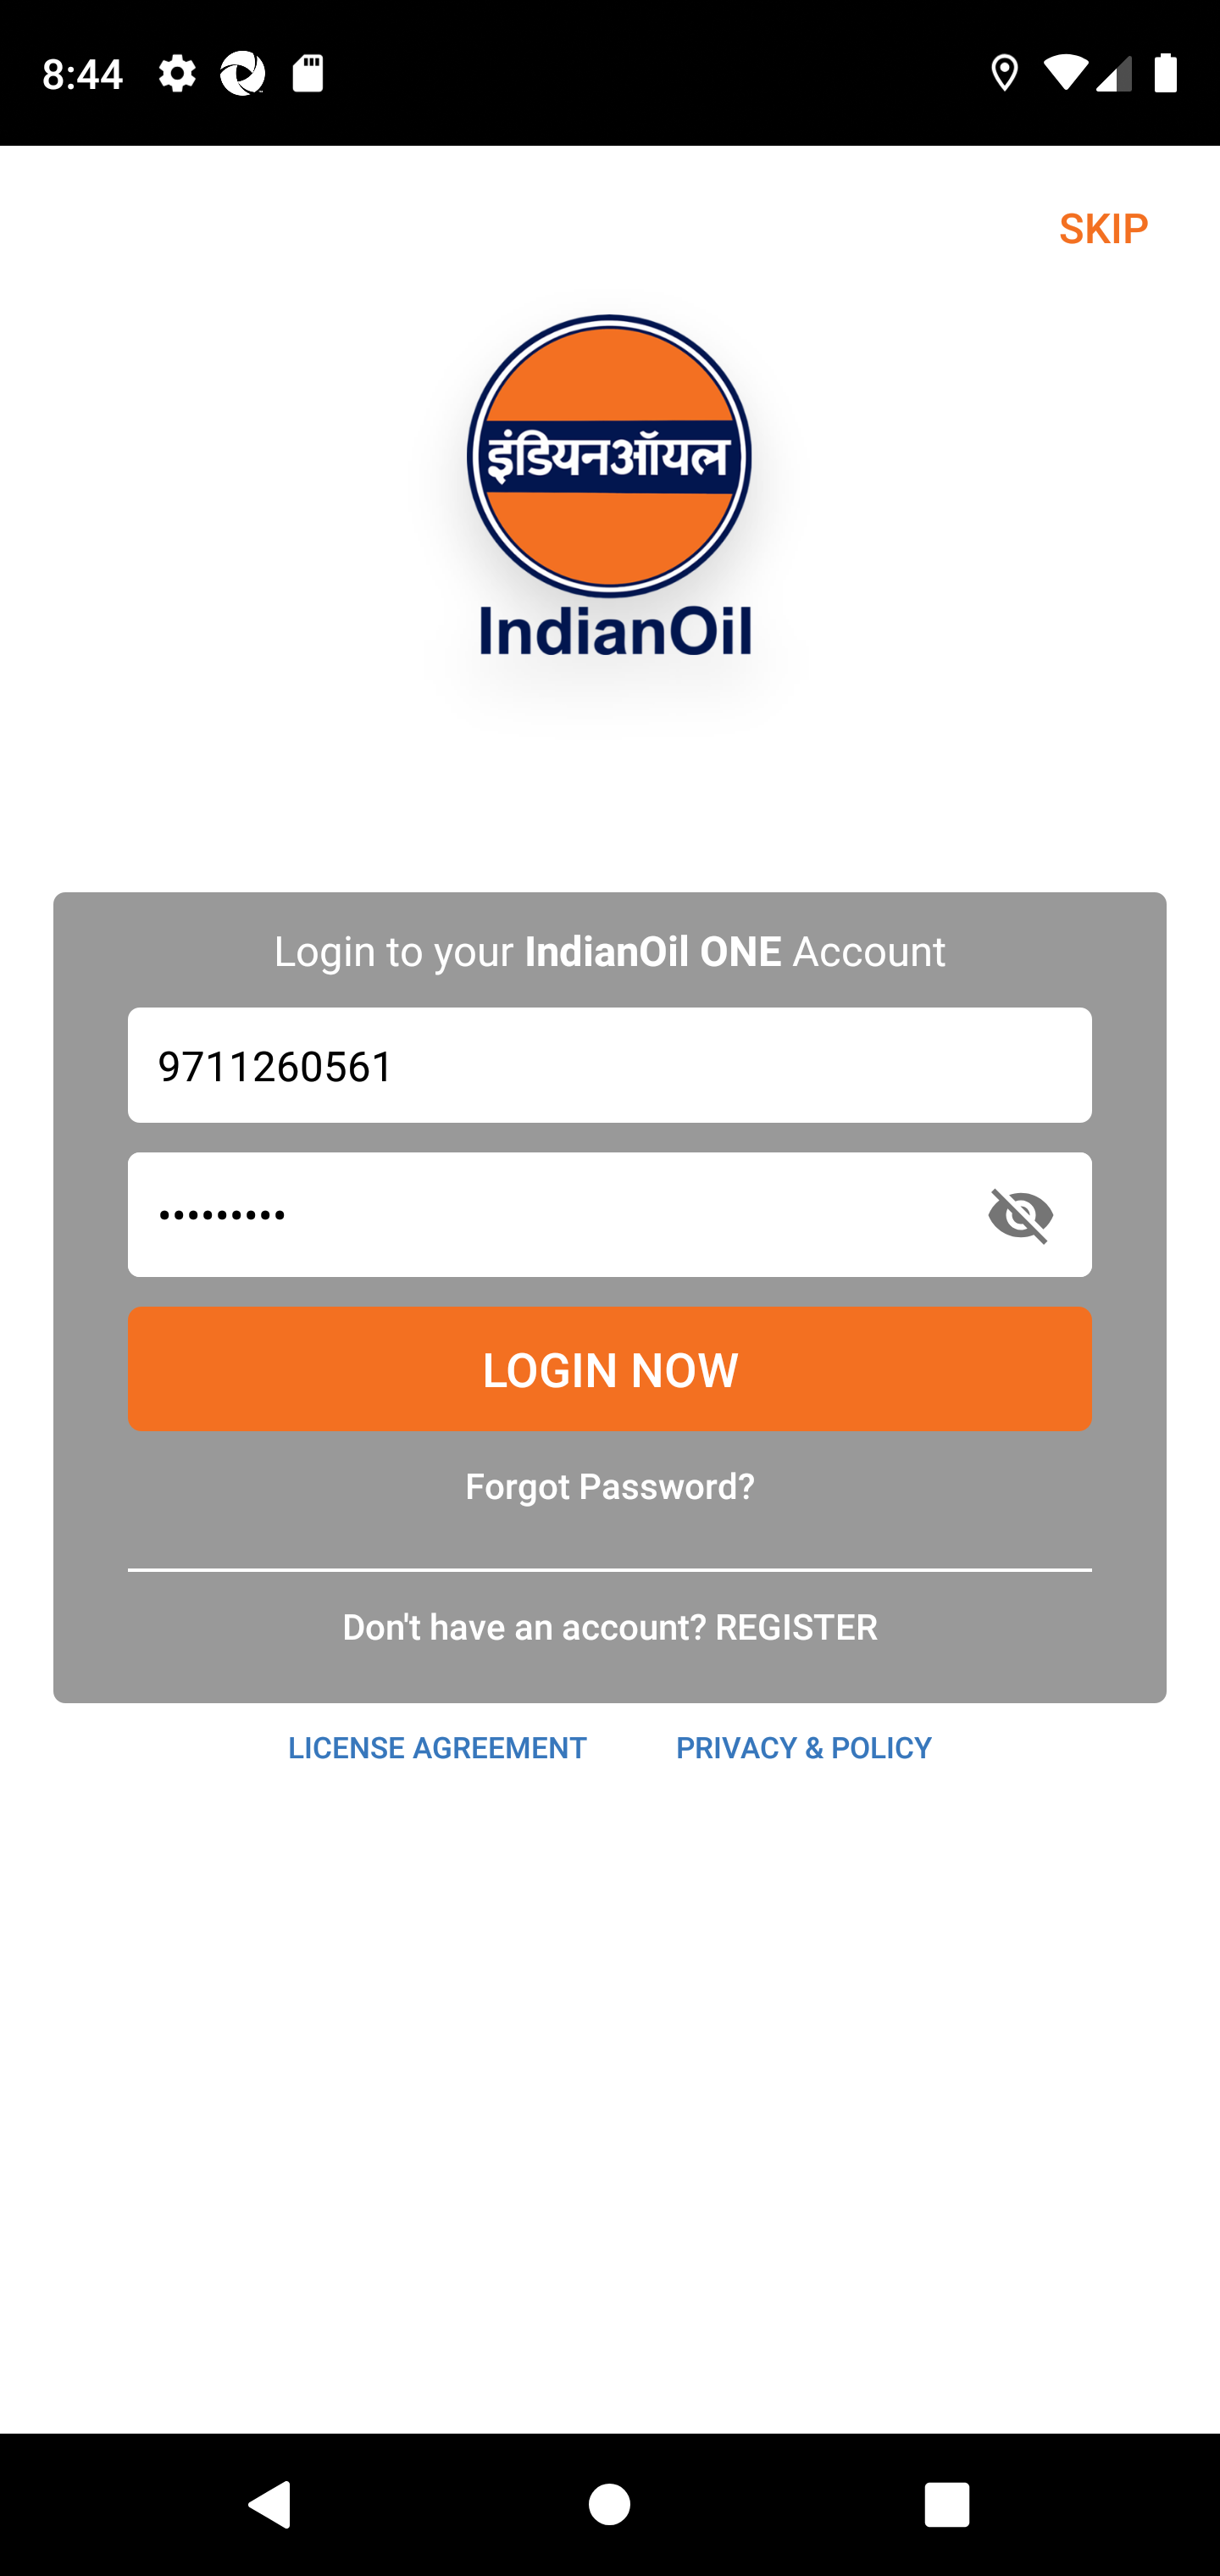 8:44
SKIP
इंडियनऑयल
IndianOil
Login to your IndianOil ONE Account
9711260561
•••••••••
LOGIN NOW
Forgot Password?
Don't have an account? REGISTER
LICENSE AGREEMENT PRIVACY & POLICY